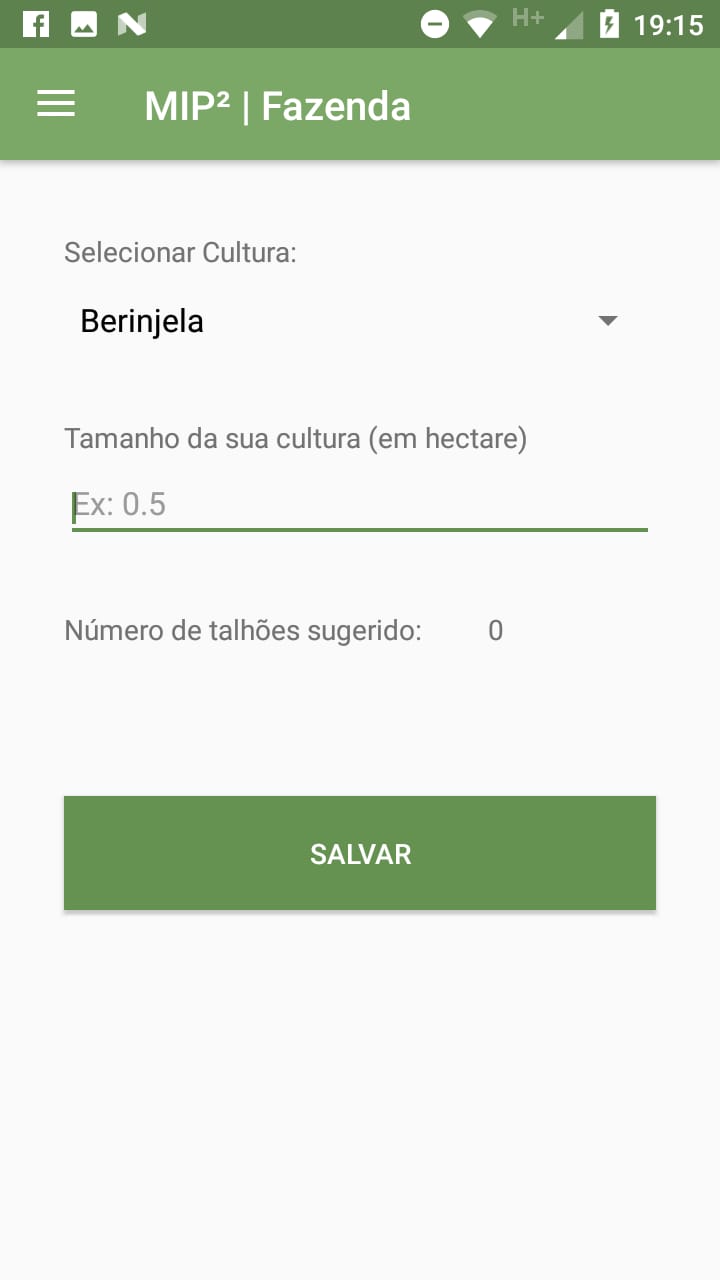 H+ 19:15
MIP² | Fazenda
Selecionar Cultura:
Berinjela
Tamanho da sua cultura (em hectare)
Ex: 0.5
Número de talhões sugerido: 0
SALVAR